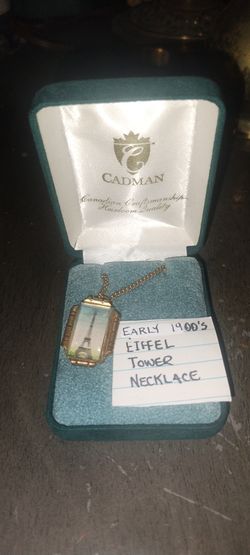 CADMAN
Canadian Craftsmanship
Heirloom Quality
EARLY 1900's
EIFFEL
TOWER
NECKLACE